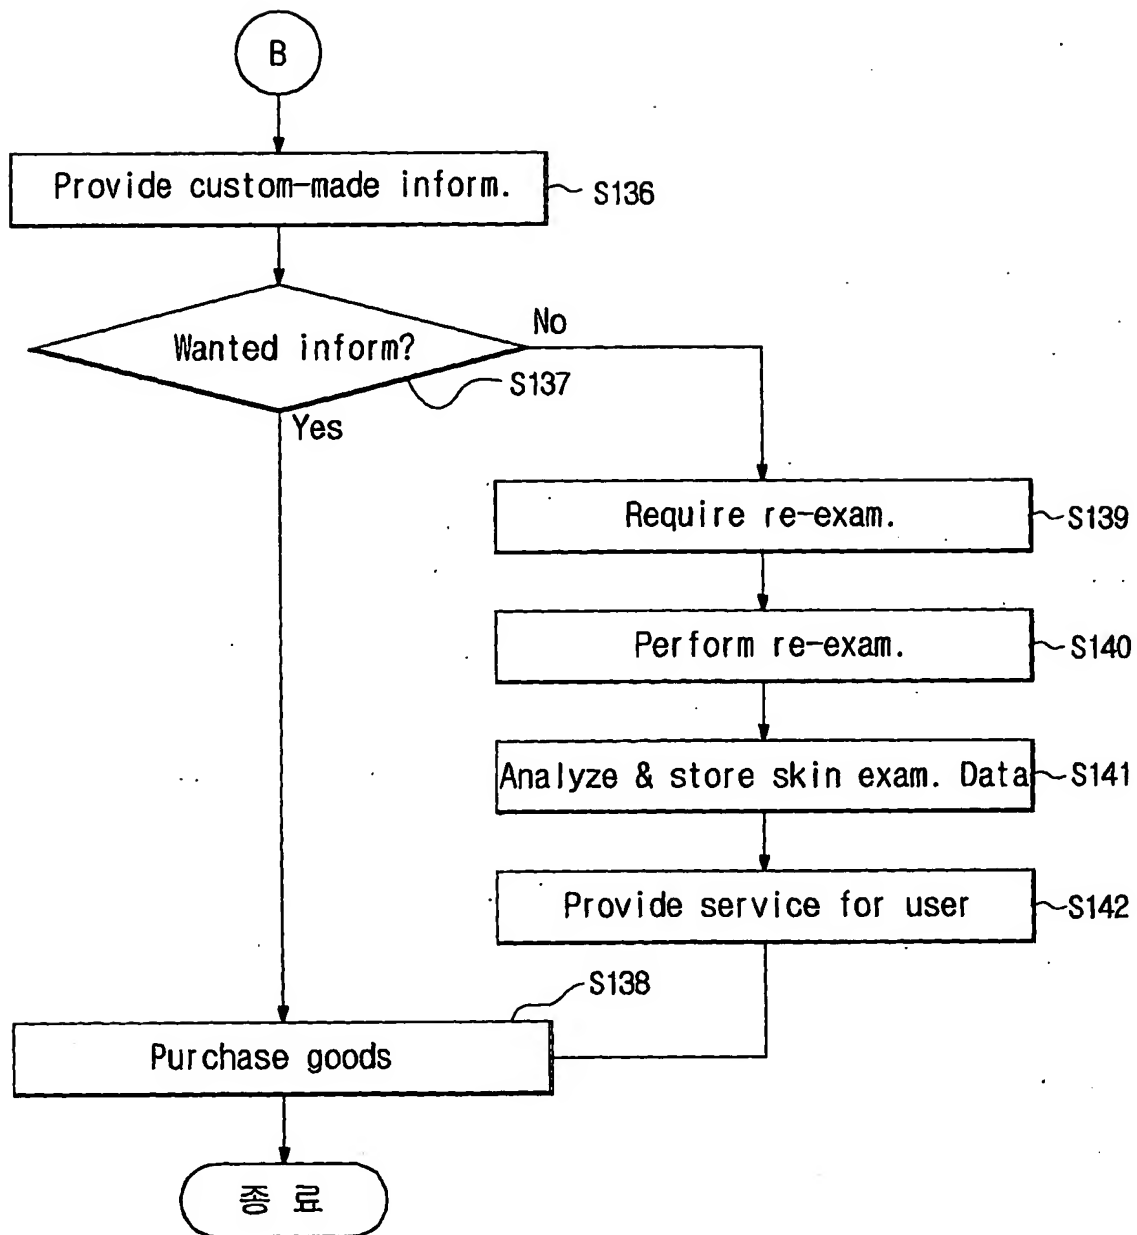 B
Provide custom-made inform.
S136
Wanted inform?
No
S137
Yes
Require re-exam.
S139
Perform re-exam.
S140
Analyze & store skin exam. Data
S141
Provide service for user
S142
S138
Purchase goods
종 료